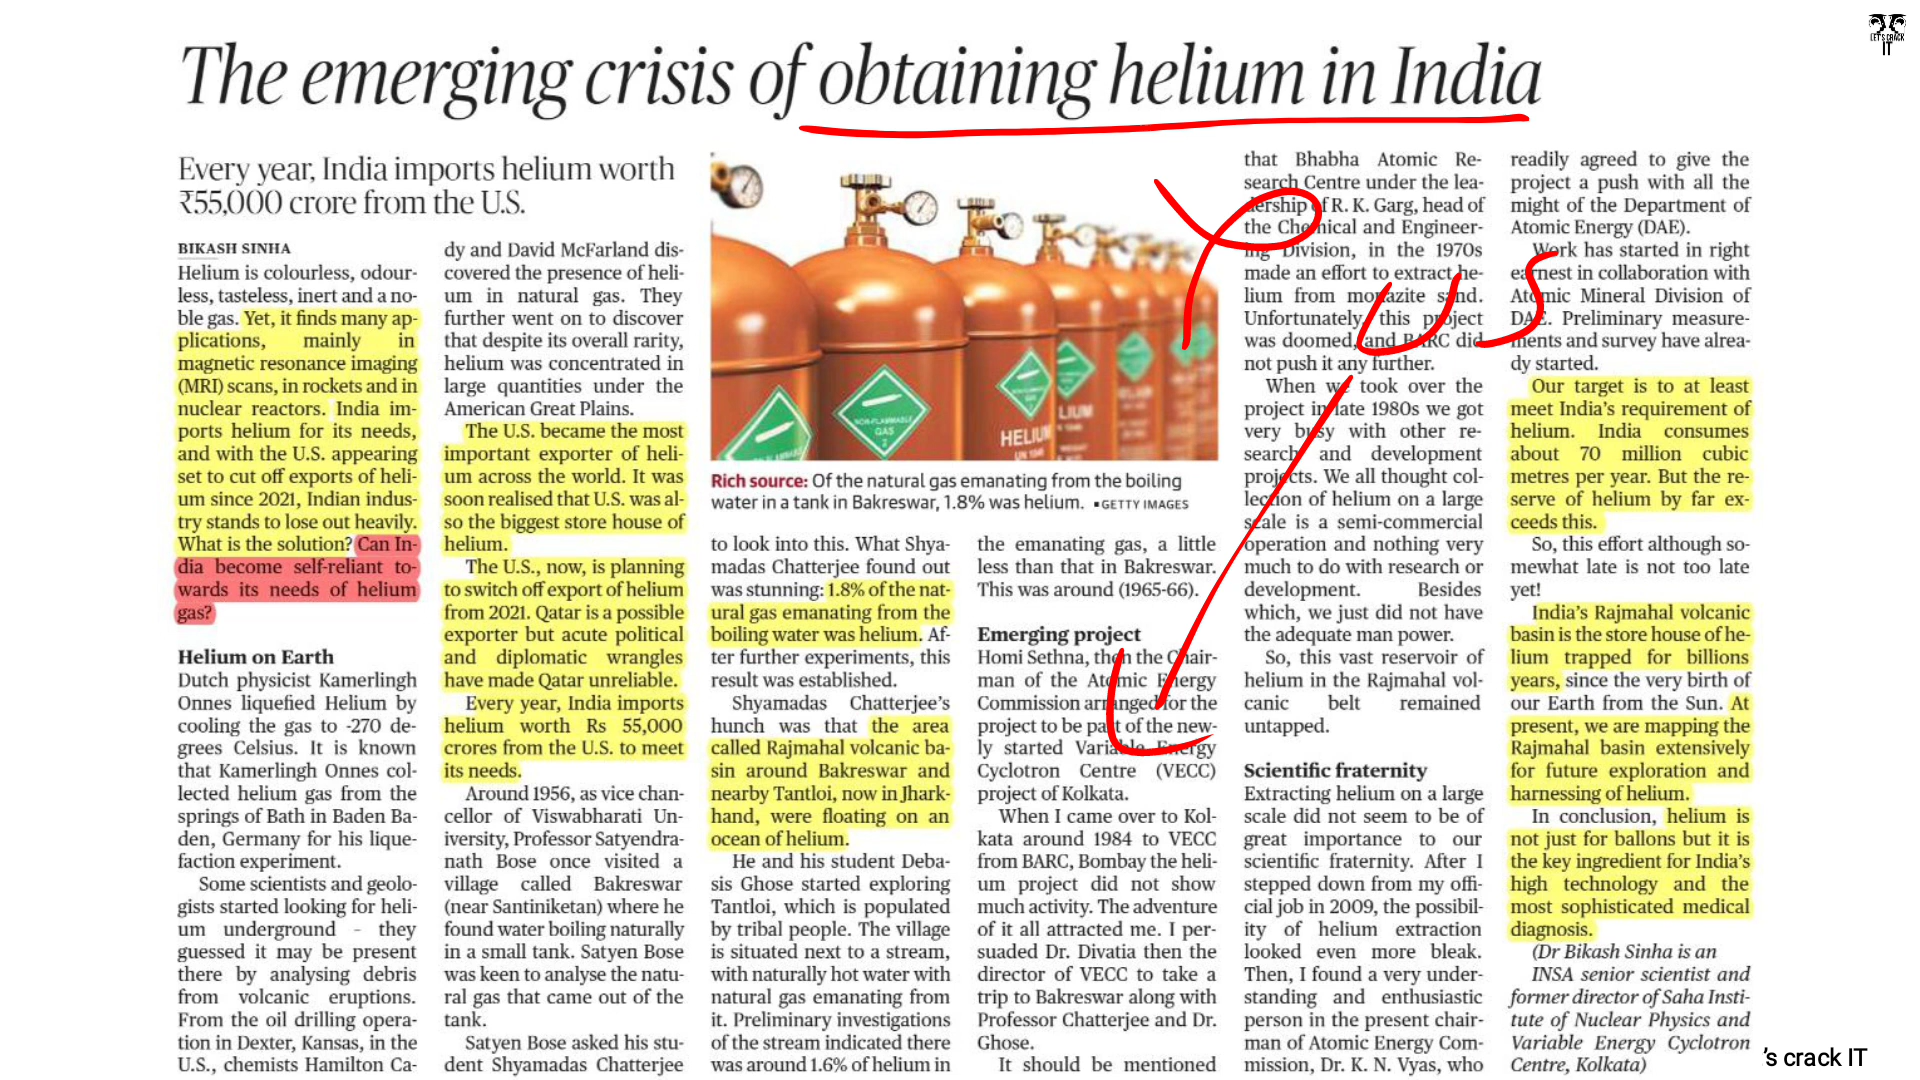 The emerging crisis of obtaining helium in India
LET'S CRACK
IT
Every year, India imports helium worth
₹55,000 crore from the U.S.
BIKASH SINHA
Helium is colourless, odour-
less, tasteless, inert and a no-
ble gas. Yet, it finds many ap-
plications, mainly in
magnetic resonance imaging
(MRI) scans, in rockets and in
nuclear reactors. India im-
ports helium for its needs,
and with the U.S. appearing
set to cut off exports of heli-
um since 2021, Indian indus-
try stands to lose out heavily.
What is the solution? Can In-
dia become self-reliant to-
wards its needs of helium
gas?
Helium on Earth
Dutch physicist Kamerlingh
Onnes liquefied Helium by
cooling the gas to -270 de-
grees Celsius. It is known
that Kamerlingh Onnes col-
lected helium gas from the
springs of Bath in Baden Ba-
den, Germany for his lique-
faction experiment.
Some scientists and geolo-
gists started looking for heli-
um underground - they
guessed it may be present
there by analysing debris
from volcanic eruptions.
From the oil drilling opera-
tion in Dexter, Kansas, in the
U.S., chemists Hamilton Ca-
dy and David McFarland dis-
covered the presence of heli-
um in natural gas. They
further went on to discover
that despite its overall rarity,
helium was concentrated in
large quantities under the
American Great Plains.
The U.S. became the most
important exporter of heli-
um across the world. It was
soon realised that U.S. was al-
so the biggest store house of
helium.
The U.S., now, is planning
to switch off export of helium
from 2021. Qatar is a possible
exporter but acute political
and diplomatic wrangles
have made Qatar unreliable.
Every year, India imports
helium worth Rs 55,000
crores from the U.S. to meet
its needs.
Around 1956, as vice chan-
cellor of Viswabharati Un-
iversity, Professor Satyendra-
nath Bose once visited a
village called Bakreswar
(near Santiniketan) where he
found water boiling naturally
in a small tank. Satyen Bose
was keen to analyse the natu-
ral gas that came out of the
tank.
Satyen Bose asked his stu-
dent Shyamadas Chatterjee
NON-FLAMMABLE
GAS
2
HELIUM
UN 1046
LIUM
Rich source: Of the natural gas emanating from the boiling
water in a tank in Bakreswar, 1.8% was helium. ▪GETTY IMAGES
to look into this. What Shya-
madas Chatterjee found out
was stunning: 1.8% of the nat-
ural gas emanating from the
boiling water was helium. Af-
ter further experiments, this
result was established.
Shyamadas Chatterjee's
hunch was that the area
called Rajmahal volcanic ba-
sin around Bakreswar and
nearby Tantloi, now in Jhark-
hand, were floating on an
ocean of helium.
He and his student Deba-
sis Ghose started exploring
Tantloi, which is populated
by tribal people. The village
is situated next to a stream,
with naturally hot water with
natural gas emanating from
it. Preliminary investigations
of the stream indicated there
was around 1.6% of helium in
the emanating gas, a little
less than that in Bakreswar.
This was around (1965-66).
Emerging project
Homi Sethna, then the Chair-
man of the Atomic Energy
Commission arranged for the
project to be part of the new-
ly started Variable Energy
Cyclotron Centre (VECC)
project of Kolkata.
When I came over to Kol-
kata around 1984 to VECC
from BARC, Bombay the heli-
um project did not show
much activity. The adventure
of it all attracted me. I per-
suaded Dr. Divatia then the
director of VECC to take a
trip to Bakreswar along with
Professor Chatterjee and Dr.
Ghose.
It should be mentioned
that Bhabha Atomic Re-
search Centre under the lea-
dership of R. K. Garg, head of
the Chemical and Engineer-
ing Division, in the 1970s
made an effort to extract he-
lium from monazite sand.
Unfortunately, this project
was doomed, and BARC did
not push it any further.
When we took over the
project in late 1980s we got
very busy with other re-
search and development
projects. We all thought col-
lection of helium on a large
scale is a semi-commercial
operation and nothing very
much to do with research or
development. Besides
which, we just did not have
the adequate man power.
So, this vast reservoir of
helium in the Rajmahal vol-
canic belt remained
untapped.
Scientific fraternity
Extracting helium on a large
scale did not seem to be of
great importance to our
scientific fraternity. After I
stepped down from my offi-
cial job in 2009, the possibil-
ity of helium extraction
looked even more bleak.
Then, I found a very under-
standing and enthusiastic
person in the present chair-
man of Atomic Energy Com-
mission, Dr. K. N. Vyas, who
readily agreed to give the
project a push with all the
might of the Department of
Atomic Energy (DAE).
Work has started in right
earnest in collaboration with
Atomic Mineral Division of
DAE. Preliminary measure-
ments and survey have alrea-
dy started.
Our target is to at least
meet India's requirement of
helium. India consumes
about 70 million cubic
metres per year. But the re-
serve of helium by far ex-
ceeds this.
So, this effort although so-
mewhat late is not too late
yet!
India's Rajmahal volcanic
basin is the store house of he-
lium trapped for billions
years, since the very birth of
our Earth from the Sun. At
present, we are mapping the
Rajmahal basin extensively
for future exploration and
harnessing of helium.
In conclusion, helium is
not just for ballons but it is
the key ingredient for India's
high technology and the
most sophisticated medical
diagnosis.
(Dr Bikash Sinha is an
INSA senior scientist and
former director of Saha Insti-
tute of Nuclear Physics and
Variable Energy Cyclotron
Centre, Kolkata)
US
's crack IT